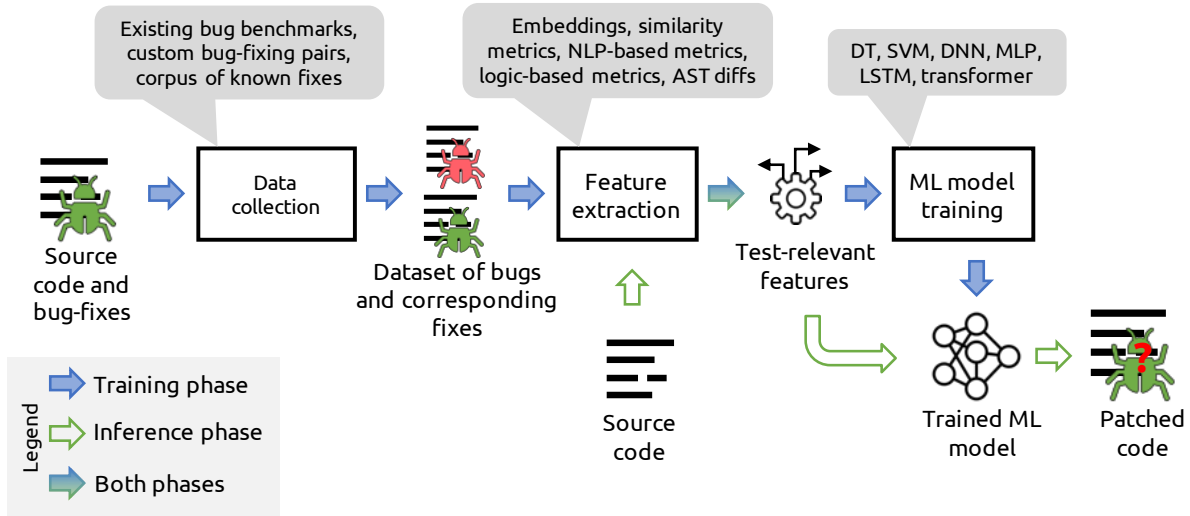 Existing bug benchmarks,
custom bug-fixing pairs,
corpus of known fixes
Embeddings, similarity
metrics, NLP-based metrics,
logic-based metrics, AST diffs
DT, SVM, DNN, MLP,
LSTM, transformer
Source
code and
bug-fixes
Data
collection
Dataset of bugs
and corresponding
fixes
Feature
extraction
Test-relevant
features
ML model
training
Source
code
Trained ML
model
?
Patched
code
Legend
Training phase
Inference phase
Both phases